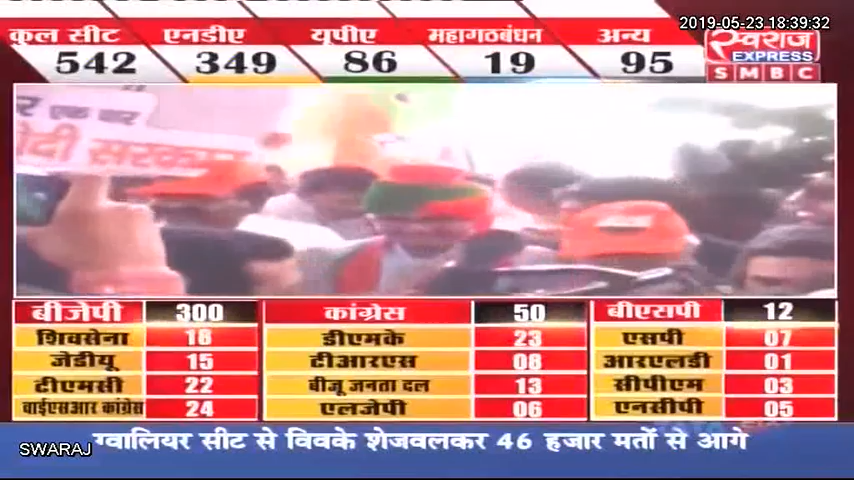 2019-05-23 18:39:32
कुल सीट एनडीए यूपीए महागठबंधन अन्य
542 349 86 19 95
स्वराज
EXPRESS
SMBC
र एक बार
मोदी सरकार
बीजेपी 300 कांग्रेस 50 बीएसपी 12
शिवसेना 18 डीएमके 23 एसपी 07
जेडीयू 15 टीआरएस 08 आरएलडी 01
टीएमसी 22 बीजू जनता दल 13 सीपीएम 03
वाईएसआर कांग्रेस 24 एलजेपी 06 एनसीपी 05
ग्वालियर सीट से विवके शेजवलकर 46 हजार मतों से आगे
SWARAJ